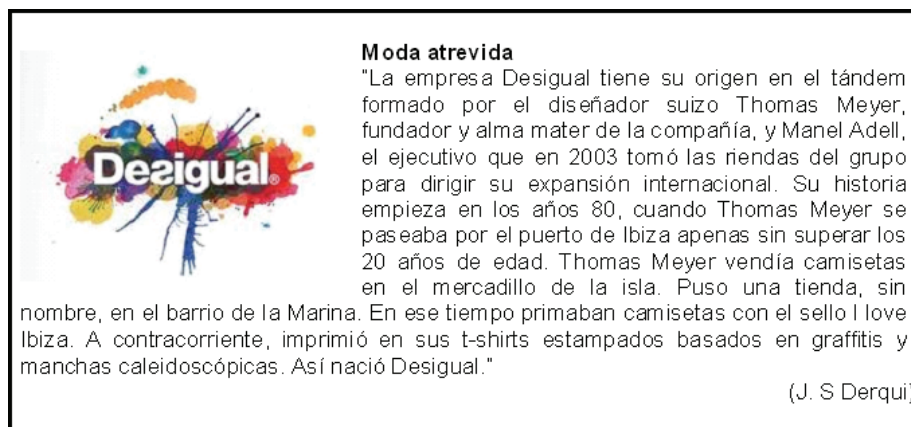 Moda atrevida
"La empresa Desigual tiene su origen en el tándem
formado por el diseñador suizo Thomas Meyer,
fundador y alma mater de la compañía, y Manel Adell,
el ejecutivo que en 2003 tomó las riendas del grupo
para dirigir su expansión internacional. Su historia
empieza en los años 80, cuando Thomas Meyer se
paseaba por el puerto de Ibiza apenas sin superar los
20 años de edad. Thomas Meyer vendía camisetas
en el mercadillo de la isla. Puso una tienda, sin
nombre, en el barrio de la Marina. En ese tiempo primaban camisetas con el sello I love
Ibiza. A contracorriente, imprimió en sus t-shirts estampados basados en graffitis y
manchas caleidoscópicas. Así nació Desigual."
(J. S Derqui)
Desigual®